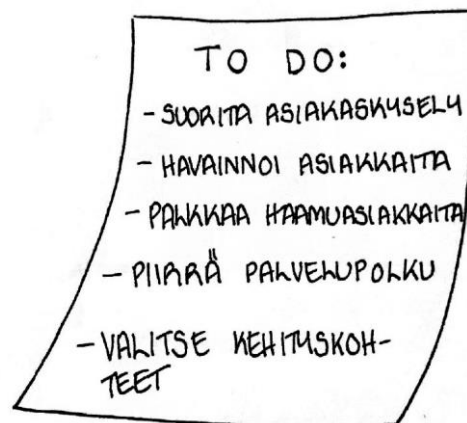 TO DO:
- SUORITA ASIAKASKYSELY
- HAVAINNOI ASIAKKAITA
- PALKKAA HAAMUASIAKKAITA
- PIIRRÄ PALVELUPOLKU
- VALITSE KEHITYSKOH-
TEET